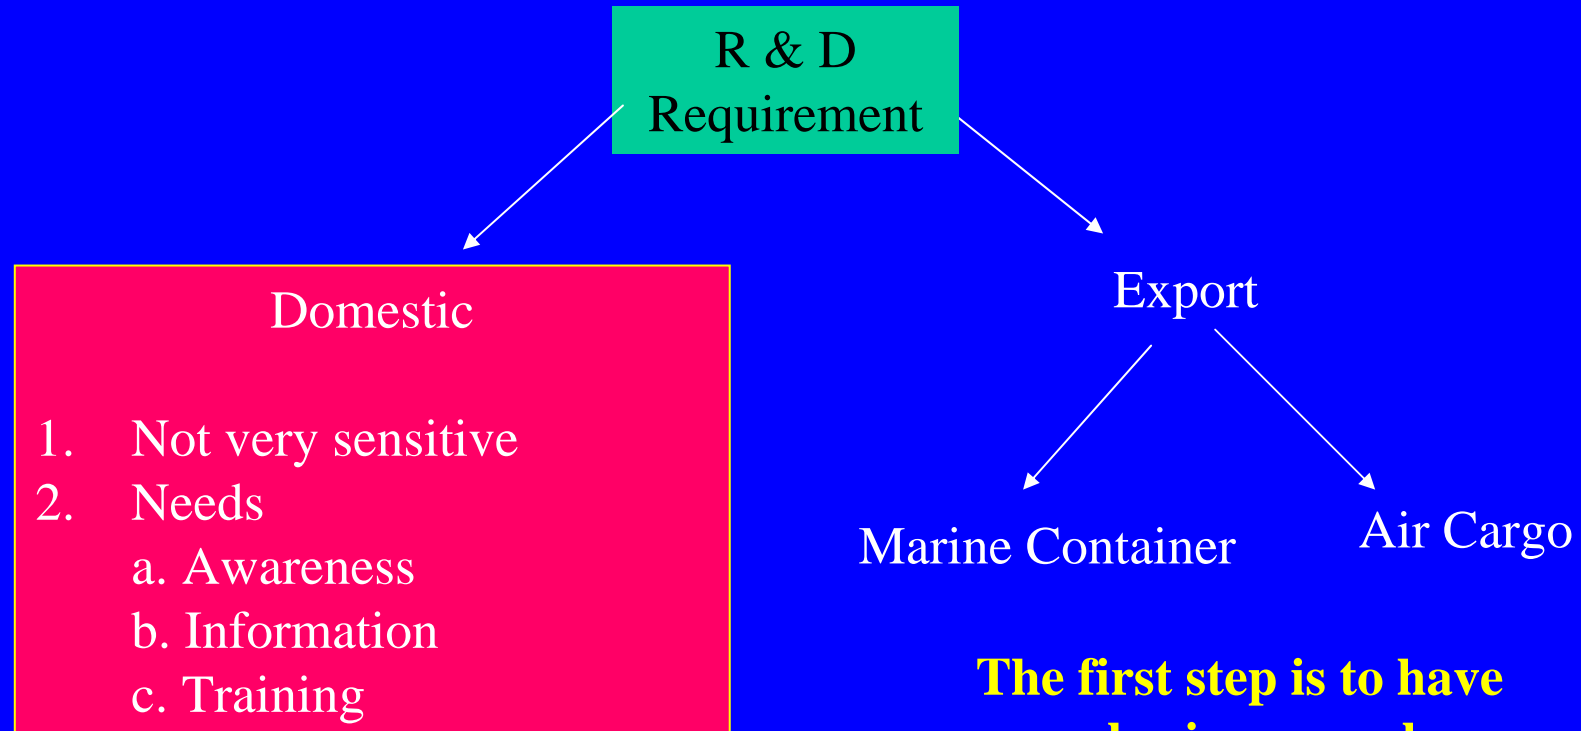 R & D
Requirement
Domestic
1. Not very sensitive
2. Needs
a. Awareness
b. Information
c. Training
Export
Marine Container
Air Cargo
The first step is to have